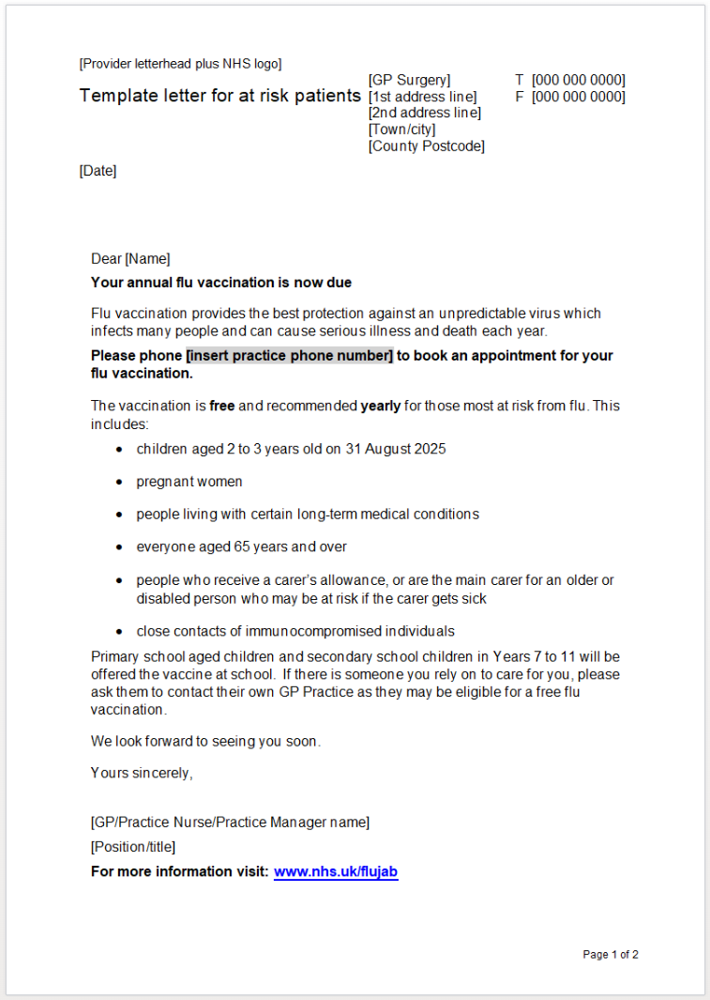 [Provider letterhead plus NHS logo]
Template letter for at risk patients
[GP Surgery]
[1st address line]
[2nd address line]
[Town/city]
[County Postcode]
T [000 000 0000]
F [000 000 0000]
[Date]
Dear [Name]
Your annual flu vaccination is now due
Flu vaccination provides the best protection against an unpredictable virus which
infects many people and can cause serious illness and death each year.
Please phone [insert practice phone number] to book an appointment for your
flu vaccination.
The vaccination is free and recommended yearly for those most at risk from flu. This
includes:
• children aged 2 to 3 years old on 31 August 2025
• pregnant women
• people living with certain long-term medical conditions
• everyone aged 65 years and over
• people who receive a carer’s allowance, or are the main carer for an older or
disabled person who may be at risk if the carer gets sick
• close contacts of immunocompromised individuals
Primary school aged children and secondary school children in Years 7 to 11 will be
offered the vaccine at school. If there is someone you rely on to care for you, please
ask them to contact their own GP Practice as they may be eligible for a free flu
vaccination.
We look forward to seeing you soon.
Yours sincerely,
[GP/Practice Nurse/Practice Manager name]
[Position/title]
For more information visit: www.nhs.uk/flujab
Page 1 of 2